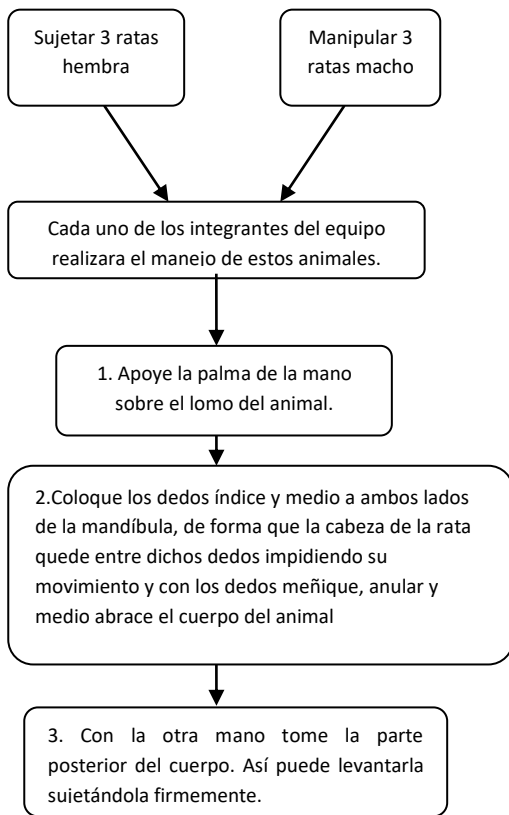 Sujetar 3 ratas
hembra
Manipular 3
ratas macho
Cada uno de los integrantes del equipo
realizara el manejo de estos animales.
1. Apoye la palma de la mano
sobre el lomo del animal.
2.Coloque los dedos índice y medio a ambos lados
de la mandíbula, de forma que la cabeza de la rata
quede entre dichos dedos impidiendo su
movimiento y con los dedos meñique, anular y
medio abrace el cuerpo del animal
3. Con la otra mano tome la parte
posterior del cuerpo. Así puede levantarla
sujetándola firmemente.